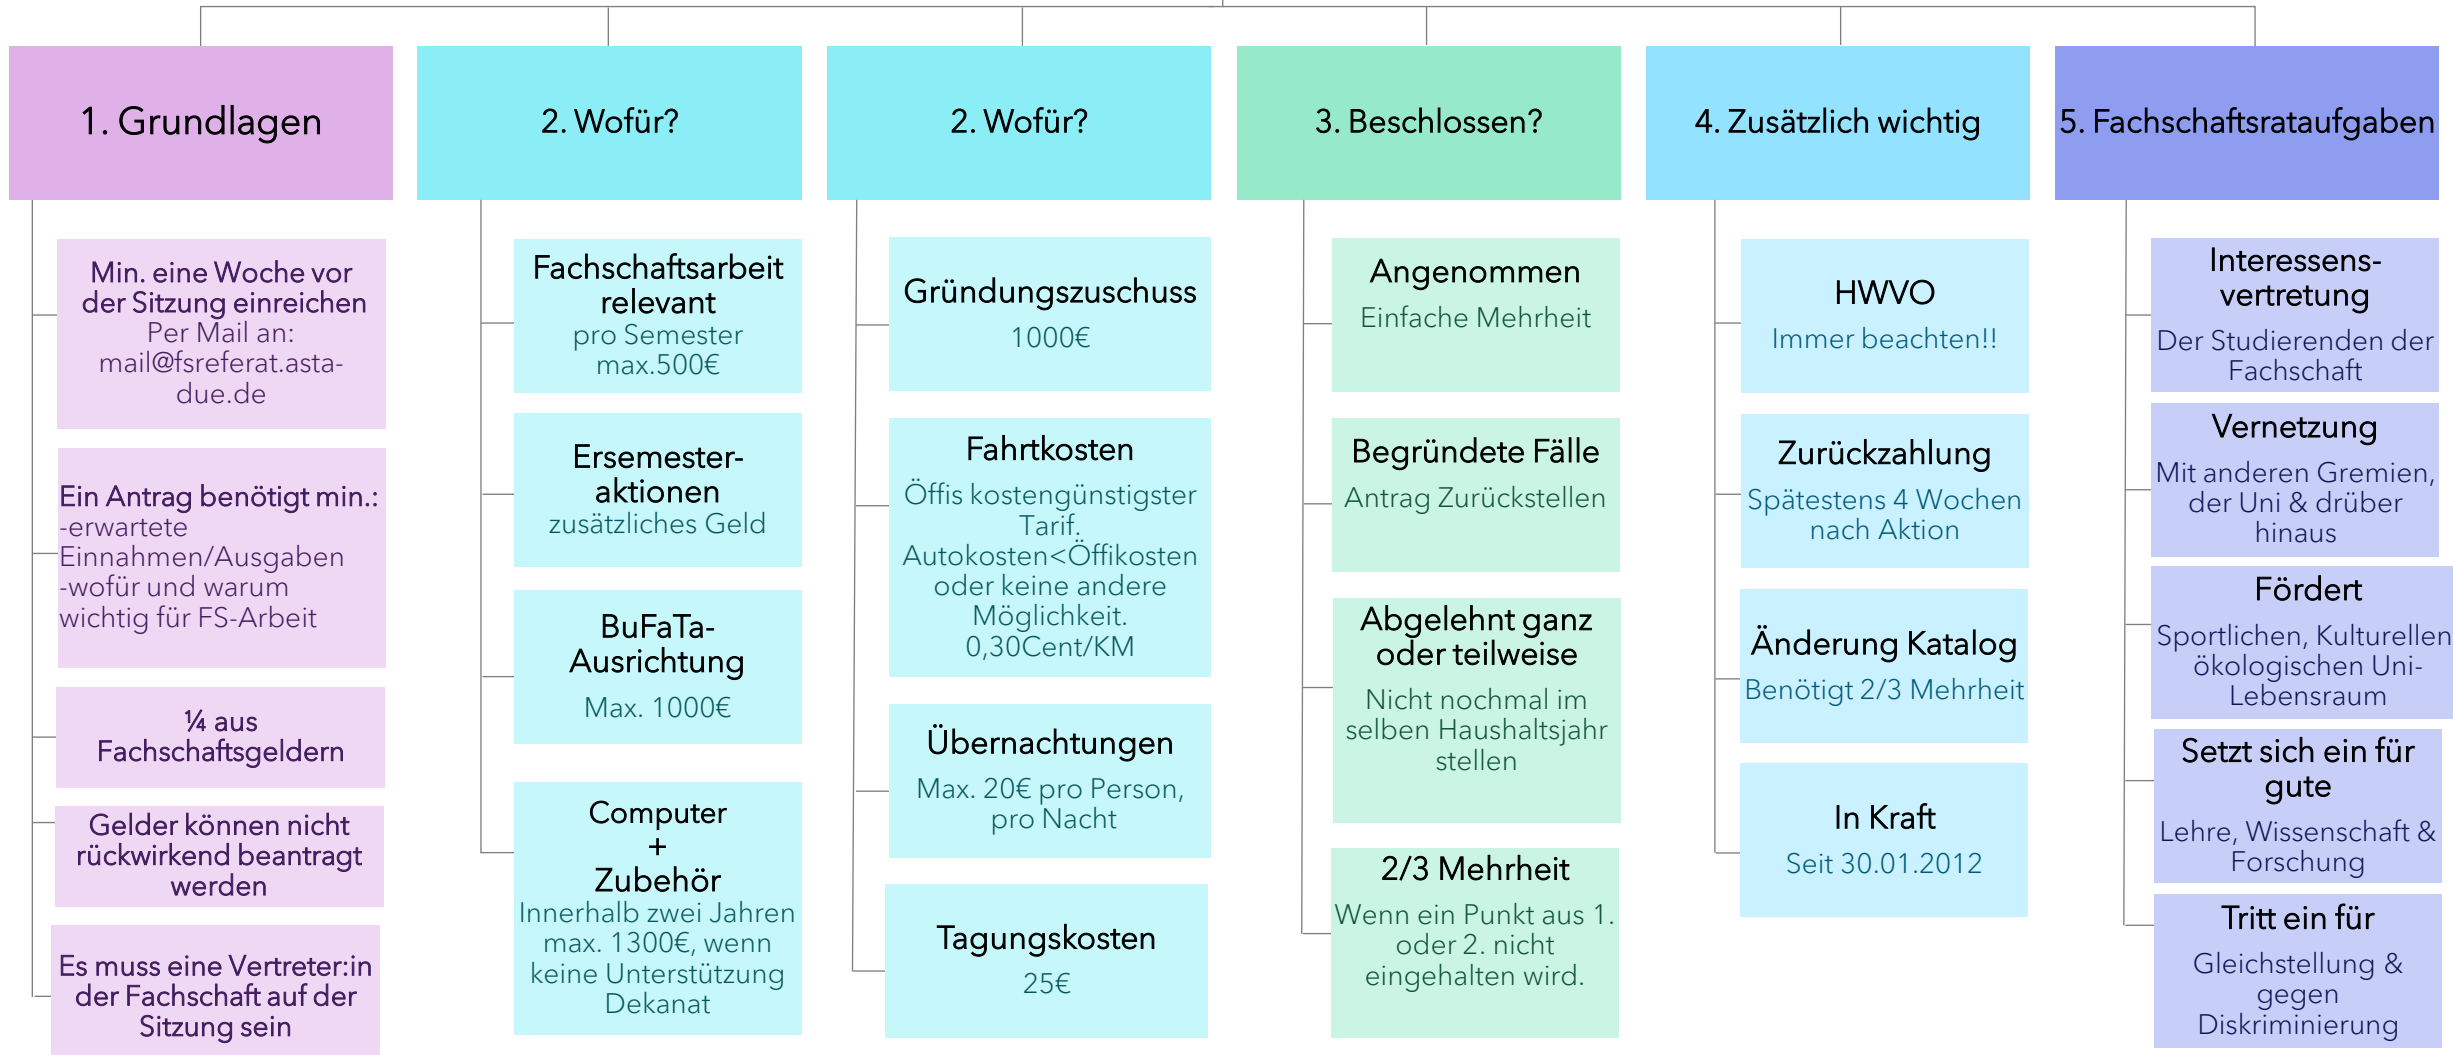 1. Grundlagen
Min. eine Woche vor
der Sitzung einreichen
Per Mail an:
mail@fsreferat.asta-
due.de
Ein Antrag benötigt min.:
-erwartete
Einnahmen/Ausgaben
-wofür und warum
wichtig für FS-Arbeit
¼ aus
Fachschaftsgeldern
Gelder können nicht
rückwirkend beantragt
werden
Es muss eine Vertreter:in
der Fachschaft auf der
Sitzung sein
2. Wofür?
Fachschaftsarbeit
relevant
pro Semester
max.500€
Ersemester-
aktionen
zusätzliches Geld
BuFaTa-
Ausrichtung
Max. 1000€
Computer
+
Zubehör
Innerhalb zwei Jahren
max. 1300€, wenn
keine Unterstützung
Dekanat
2. Wofür?
Gründungszuschuss
1000€
Fahrtkosten
Öffis kostengünstigster
Tarif.
Autokosten<Öffikosten
oder keine andere
Möglichkeit.
0,30Cent/KM
Übernachtungen
Max. 20€ pro Person,
pro Nacht
Tagungskosten
25€
3. Beschlossen?
Angenommen
Einfache Mehrheit
Begründete Fälle
Antrag Zurückstellen
Abgelehnt ganz
oder teilweise
Nicht nochmal im
selben Haushaltsjahr
stellen
2/3 Mehrheit
Wenn ein Punkt aus 1.
oder 2. nicht
eingehalten wird.
4. Zusätzlich wichtig
HWVO
Immer beachten!!
Zurückzahlung
Spätestens 4 Wochen
nach Aktion
Änderung Katalog
Benötigt 2/3 Mehrheit
In Kraft
Seit 30.01.2012
5. Fachschaftsrataufgaben
Interessens-
vertretung
Der Studierenden der
Fachschaft
Vernetzung
Mit anderen Gremien,
der Uni & drüber
hinaus
Fördert
Sportlichen, Kulturellen
ökologischen Uni-
Lebensraum
Setzt sich ein für
gute
Lehre, Wissenschaft &
Forschung
Tritt ein für
Gleichstellung &
gegen
Diskriminierung